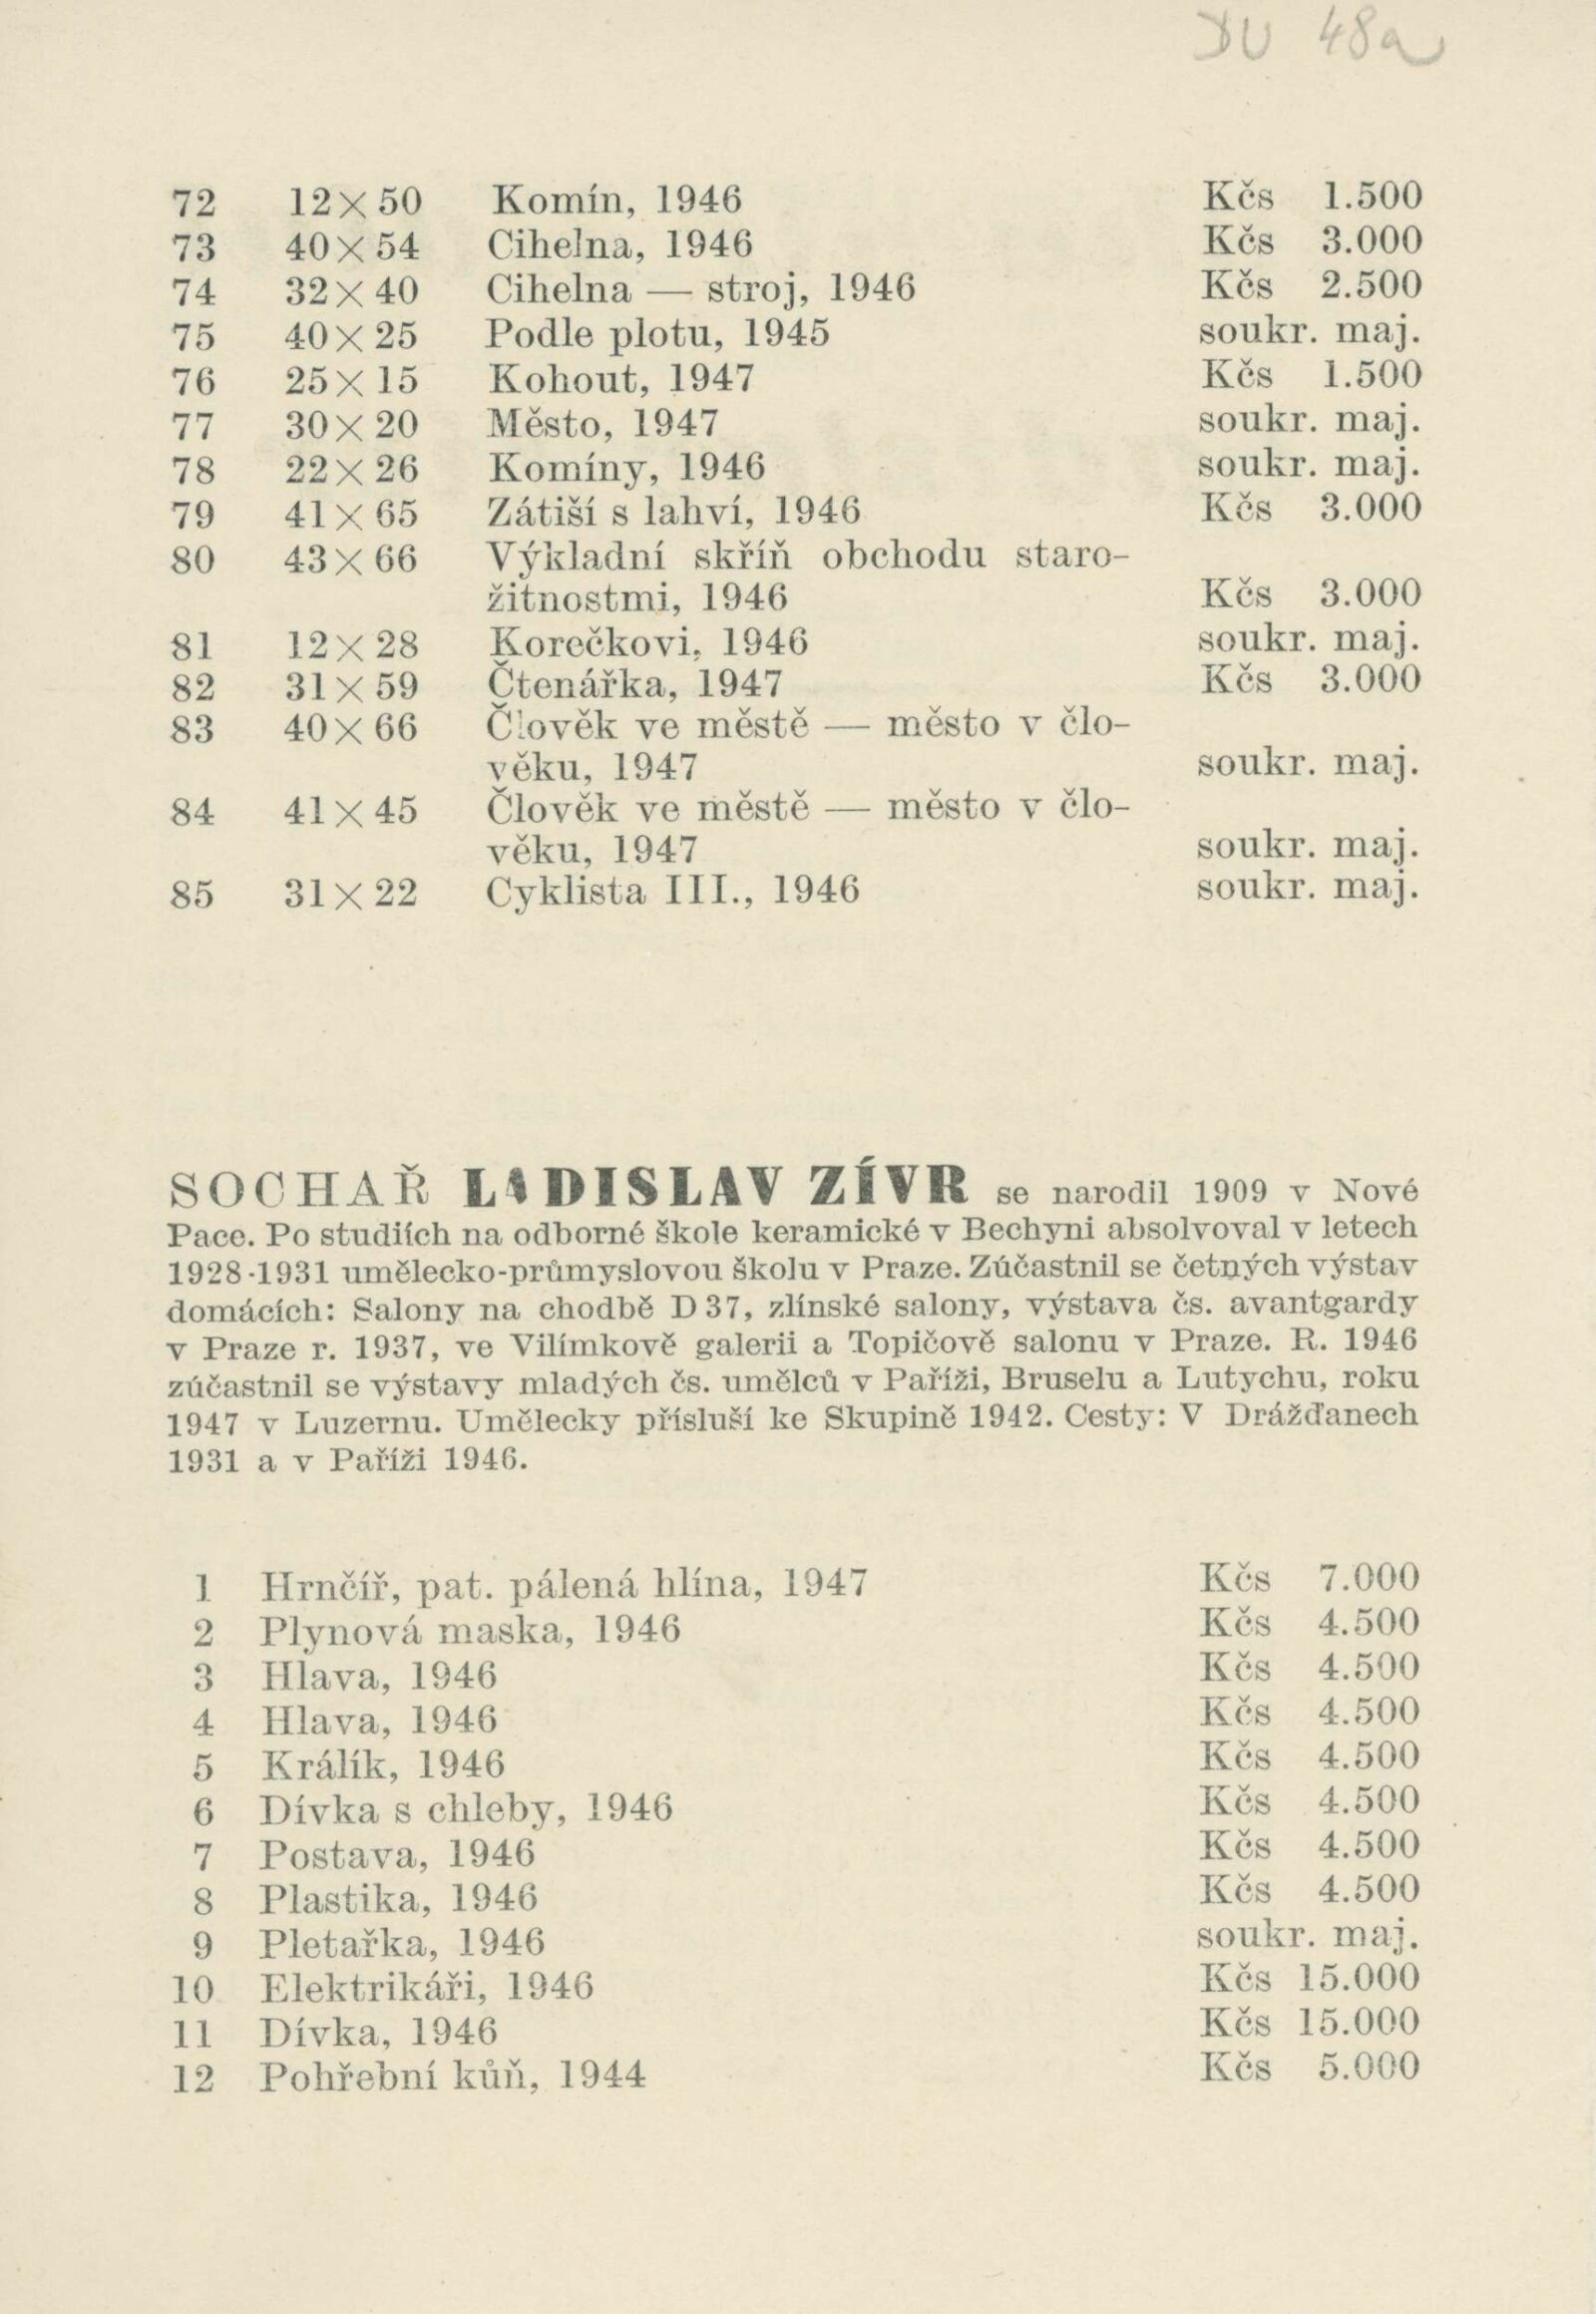 DU 48a
72 12×50 Komín, 1946 Kčs 1.500
73 40×54 Cihelna, 1946 Kčs 3.000
74 32×40 Cihelna — stroj, 1946 Kčs 2.500
75 40×25 Podle plotu, 1945 soukr. maj.
76 25×15 Kohout, 1947 Kčs 1.500
77 30×20 Město, 1947 soukr. maj.
78 22×26 Komíny, 1946 soukr. maj.
79 41×65 Zátiší s lahví, 1946 Kčs 3.000
80 43×66 Výkladní skříň obchodu staro-
žitnostmi, 1946 Kčs 3.000
81 12×28 Korečkovi, 1946 soukr. maj.
82 31×59 Čtenářka, 1947 Kčs 3.000
83 40×66 Člověk ve městě — město v člo-
věku, 1947 soukr. maj.
84 41×45 Člověk ve městě — město v člo-
věku, 1947 soukr. maj.
85 31×22 Cyklista III., 1946 soukr. maj.
SOCHAŘ LADISLAV ZÍVR se narodil 1909 v Nové
Pace. Po studiích na odborné škole keramické v Bechyni absolvoval v letech
1928-1931 umělecko-průmyslovou školu v Praze. Zúčastnil se četných výstav
domácích: Salony na chodbě D 37, zlínské salony, výstava čs. avantgardy
v Praze r. 1937, ve Vilímkově galerii a Topičově salonu v Praze. R. 1946
zúčastnil se výstavy mladých čs. umělců v Paříži, Bruselu a Lutychu, roku
1947 v Luzernu. Umělecky přísluší ke Skupině 1942. Cesty: V Drážďanech
1931 a v Paříži 1946.
1 Hrnčíř, pat. pálená hlína, 1947 Kčs 7.000
2 Plynová maska, 1946 Kčs 4.500
3 Hlava, 1946 Kčs 4.500
4 Hlava, 1946 Kčs 4.500
5 Králík, 1946 Kčs 4.500
6 Dívka s chleby, 1946 Kčs 4.500
7 Postava, 1946 Kčs 4.500
8 Plastika, 1946 Kčs 4.500
9 Pletařka, 1946 soukr. maj.
10 Elektrikáři, 1946 Kčs 15.000
11 Dívka, 1946 Kčs 15.000
12 Pohřební kůň, 1944 Kčs 5.000